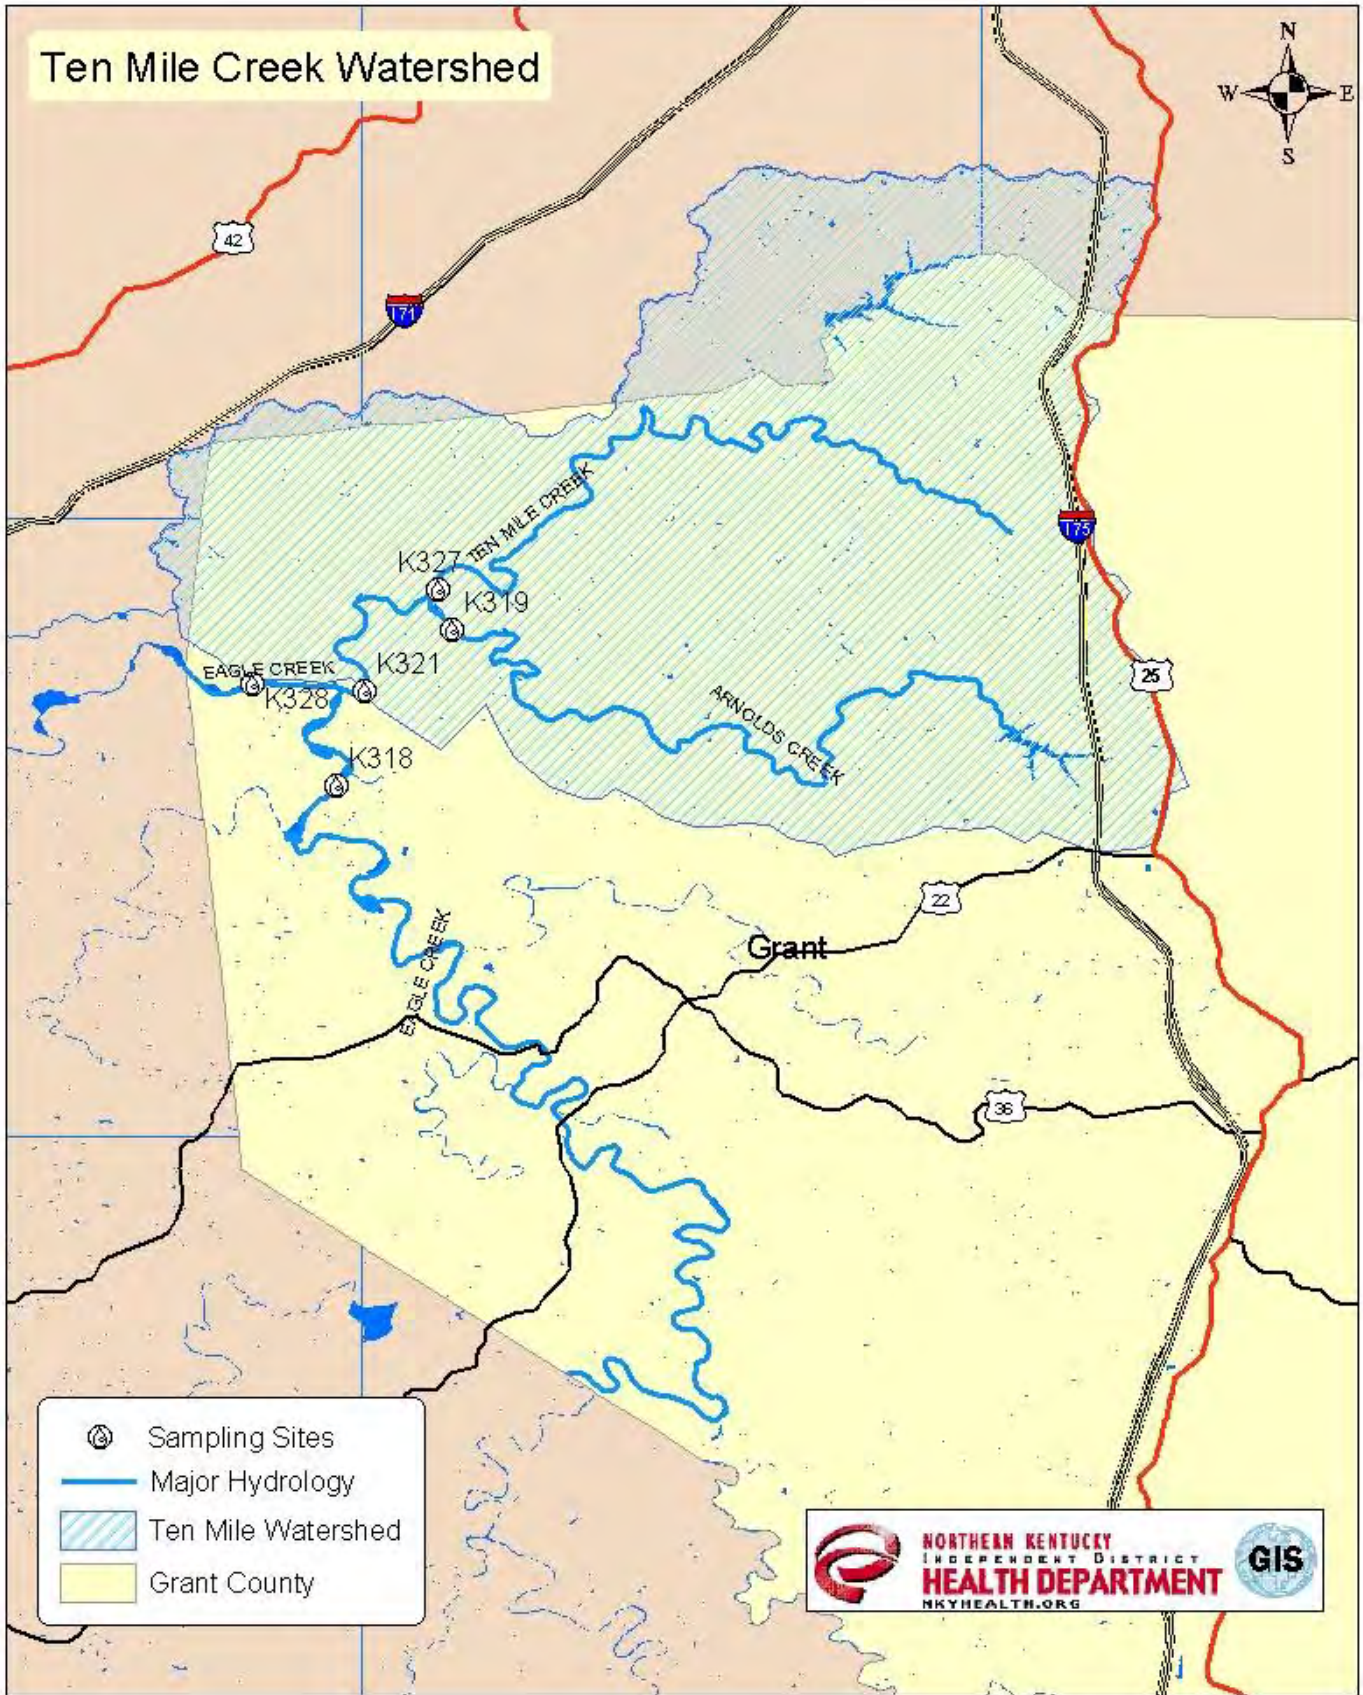 Ten Mile Creek Watershed
N
W E
S
42
I71
TEN MILE CREEK
K327
K319
I75
EAGLE CREEK
K321
K328
25
ARNOLDS CREEK
K318
22
Grant
EAGLE CREEK
36
Sampling Sites
Major Hydrology
Ten Mile Watershed
Grant County
NORTHERN KENTUCKY
INDEPENDENT DISTRICT
HEALTH DEPARTMENT
NKYHEALTH.ORG
GIS